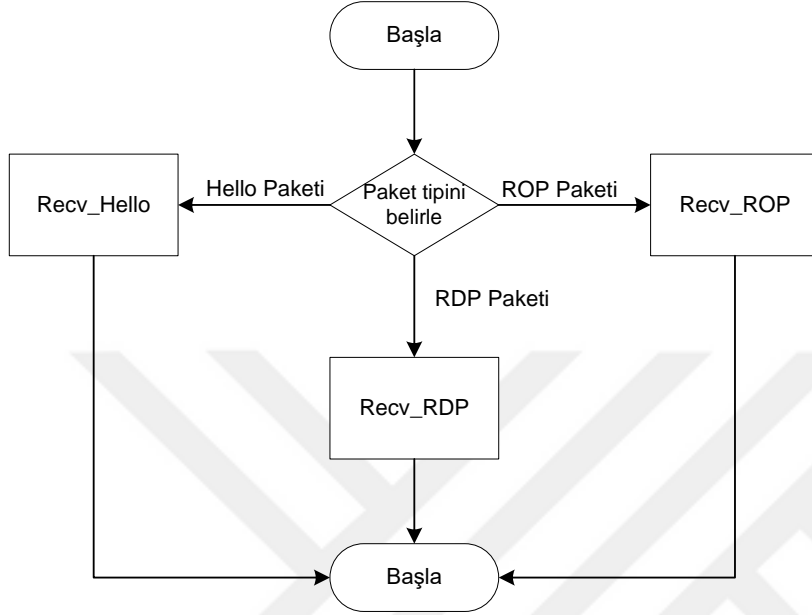 Başla
Hello Paketi
Paket tipini
belirle
ROP Paketi
Recv_Hello
Recv_ROP
RDP Paketi
Recv_RDP
Başla